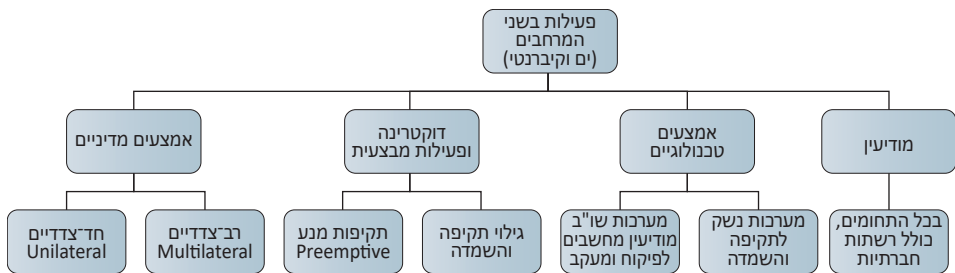 פעילות בשני
המרחבים
(ים וקיברנטי)
מודיעין
אמצעים
טכנולוגיים
דוקטרינה
ופעילות מבצעית
אמצעים מדיניים
בכל התחומים,
כולל רשתות
חברתיות
מערכות נשק
לתקיפה
והשמדה
מערכות שו"ב
מודיעין מחשבים
לפיקוח ומעקב
גילוי תקיפה
והשמדה
תקיפות מנע
Preemptive
רב־צדדיים
Multilateral
חד־צדדיים
Unilateral